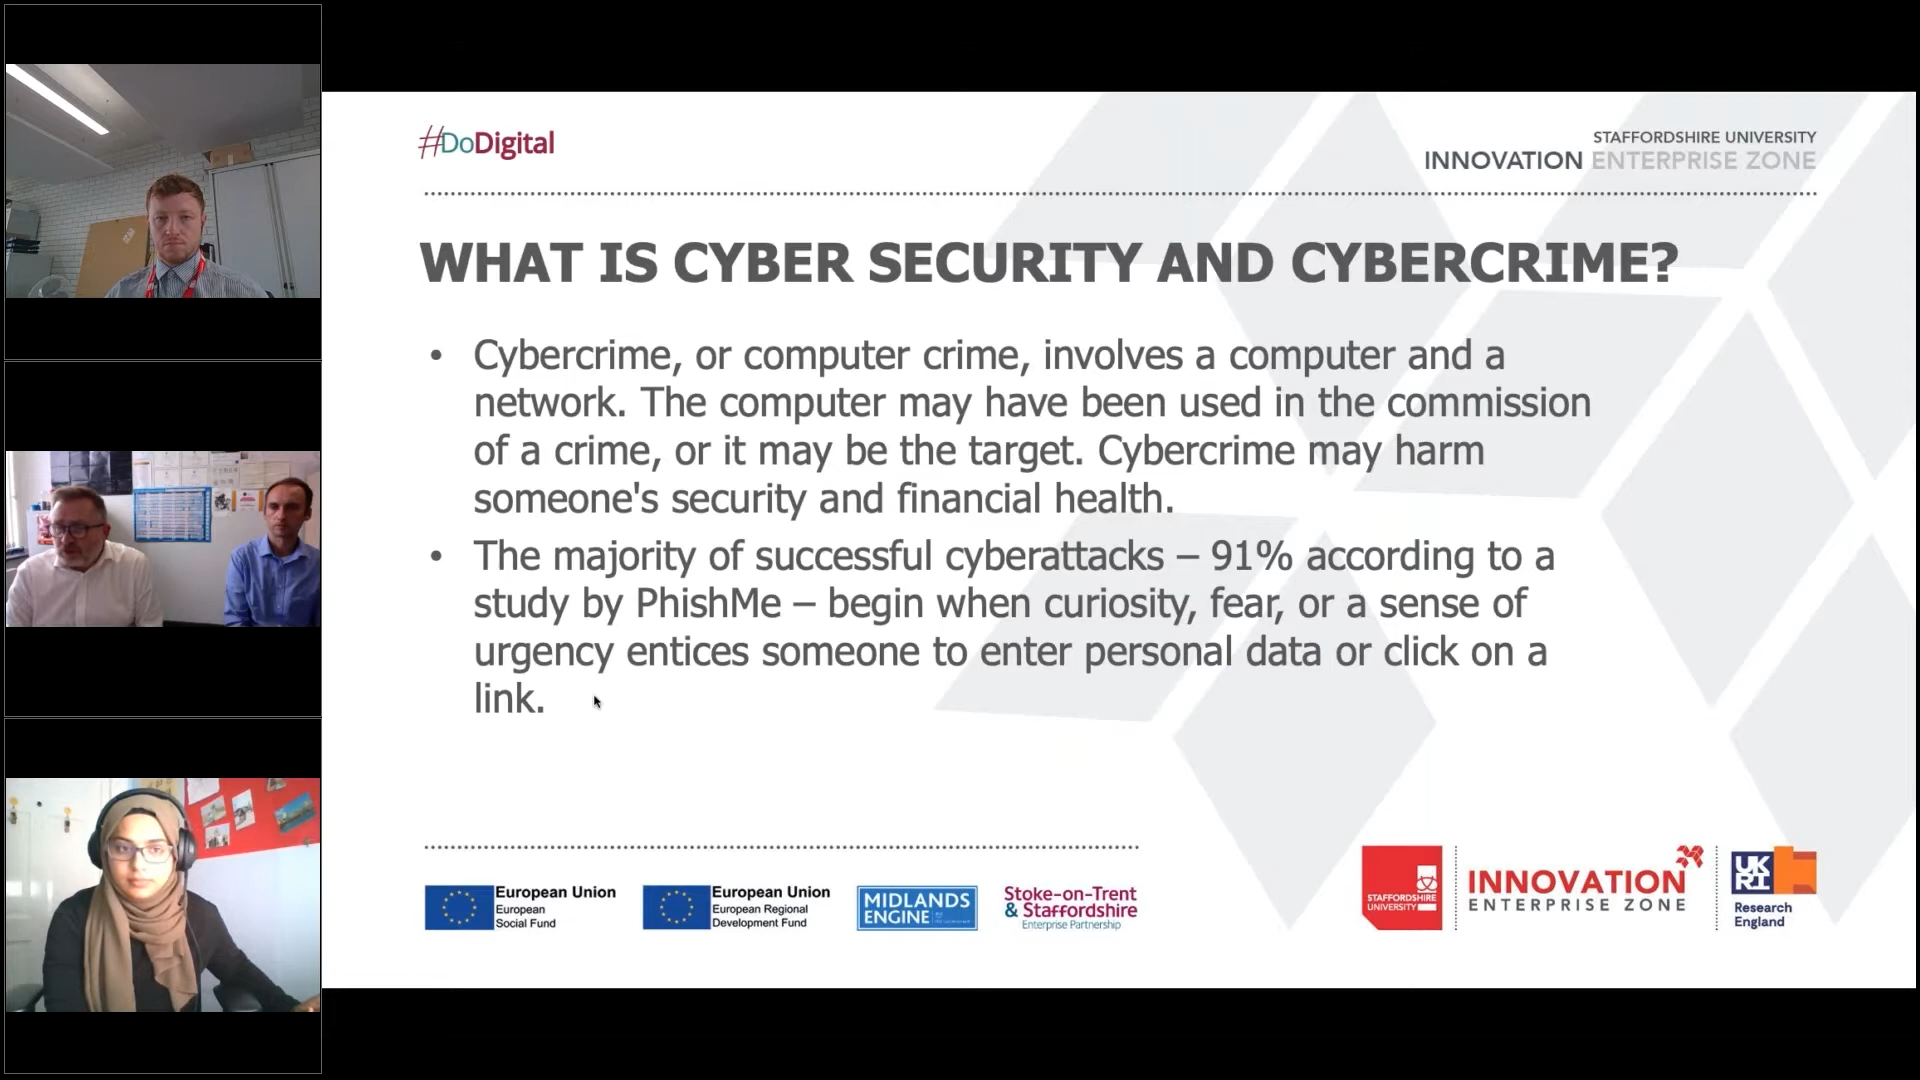 #DoDigital
STAFFORDSHIRE UNIVERSITY
INNOVATION ENTERPRISE ZONE
WHAT IS CYBER SECURITY AND CYBERCRIME?
• Cybercrime, or computer crime, involves a computer and a
network. The computer may have been used in the commission
of a crime, or it may be the target. Cybercrime may harm
someone's security and financial health.
• The majority of successful cyberattacks – 91% according to a
study by PhishMe – begin when curiosity, fear, or a sense of
urgency entices someone to enter personal data or click on a
link.
European Union
European
Social Fund
European Union
European Regional
Development Fund
MIDLANDS
ENGINE
Stoke-on-Trent
& Staffordshire
Enterprise Partnership
STAFFORDSHIRE
UNIVERSITY
INNOVATION
ENTERPRISE ZONE
UK
RI
Research
England